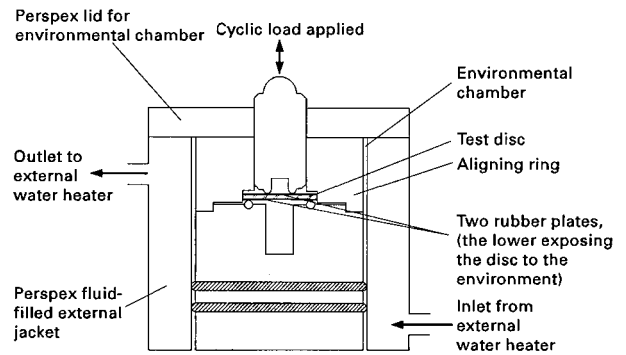 Perspex lid for
environmental chamber
Cyclic load applied
Environmental
chamber
Test disc
Aligning ring
Outlet to
external
water heater
Two rubber plates,
(the lower exposing
the disc to the
environment)
Perspex fluid-
filled external
jacket
Inlet from
external
water heater